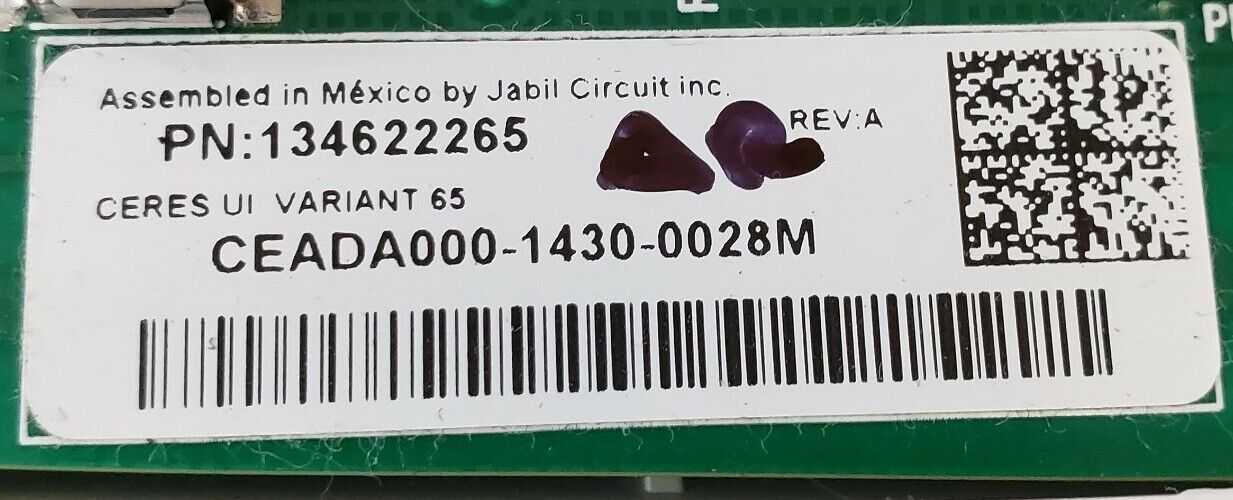 Assembled in México by Jabil Circuit inc.
PN:134622265
REV:A
CERES UI VARIANT 65
CEADA000-1430-0028M